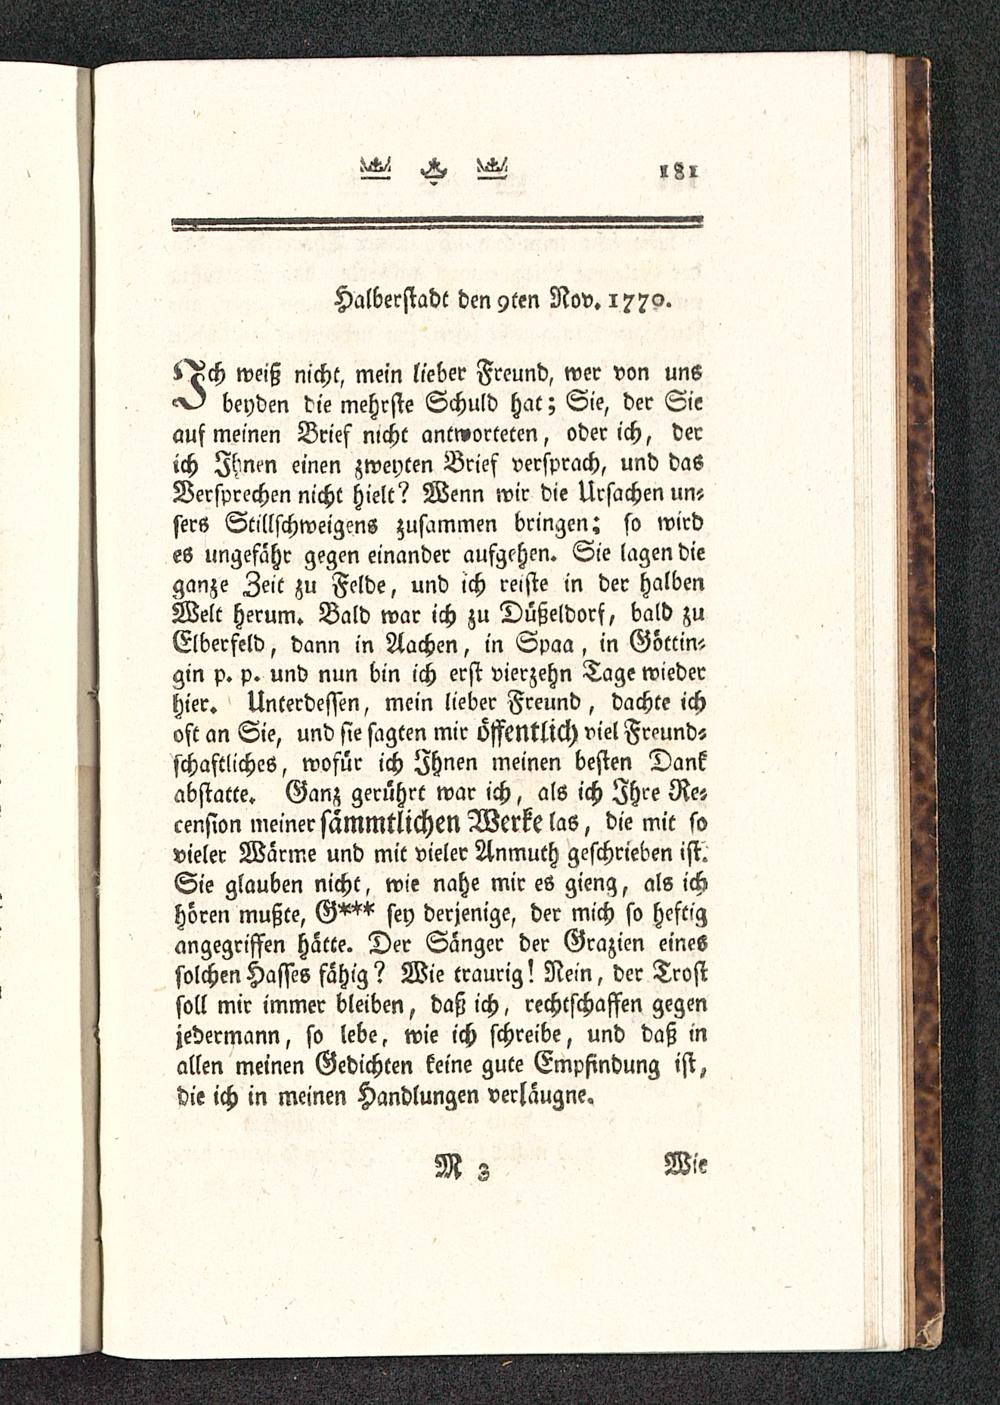 181
Halberstadt den 9ten Nov. 1770.
Ich weiß nicht, mein lieber Freund, wer von uns
beyden die mehrste Schuld hat; Sie, der Sie
auf meinen Brief nicht antworteten, oder ich, der
ich Ihnen einen zweyten Brief versprach, und das
Versprechen nicht hielt? Wenn wir die Ursachen un-
sers Stillschweigens zusammen bringen; so wird
es ungefähr gegen einander aufgehen. Sie lagen die
ganze Zeit zu Felde, und ich reiste in der halben
Welt herum. Bald war ich zu Düßeldorf, bald zu
Elberfeld, dann in Aachen, in Spaa, in Göttin-
gin p. p. und nun bin ich erst vierzehn Tage wieder
hier. Unterdessen, mein lieber Freund, dachte ich
oft an Sie, und sie sagten mir öffentlich viel Freund-
schaftliches, wofür ich Ihnen meinen besten Dank
abstatte. Ganz gerührt war ich, als ich Ihre Re-
cension meiner sämmtlichen Werke las, die mit so
vieler Wärme und mit vieler Anmuth geschrieben ist.
Sie glauben nicht, wie nahe mir es gieng, als ich
hören mußte, G*** sey derjenige, der mich so heftig
angegriffen hätte. Der Sänger der Grazien eines
solchen Hasses fähig? Wie traurig! Nein, der Trost
soll mir immer bleiben, daß ich, rechtschaffen gegen
jedermann, so lebe, wie ich schreibe, und daß in
allen meinen Gedichten keine gute Empfindung ist,
die ich in meinen Handlungen verläugne.
M 3 Wie